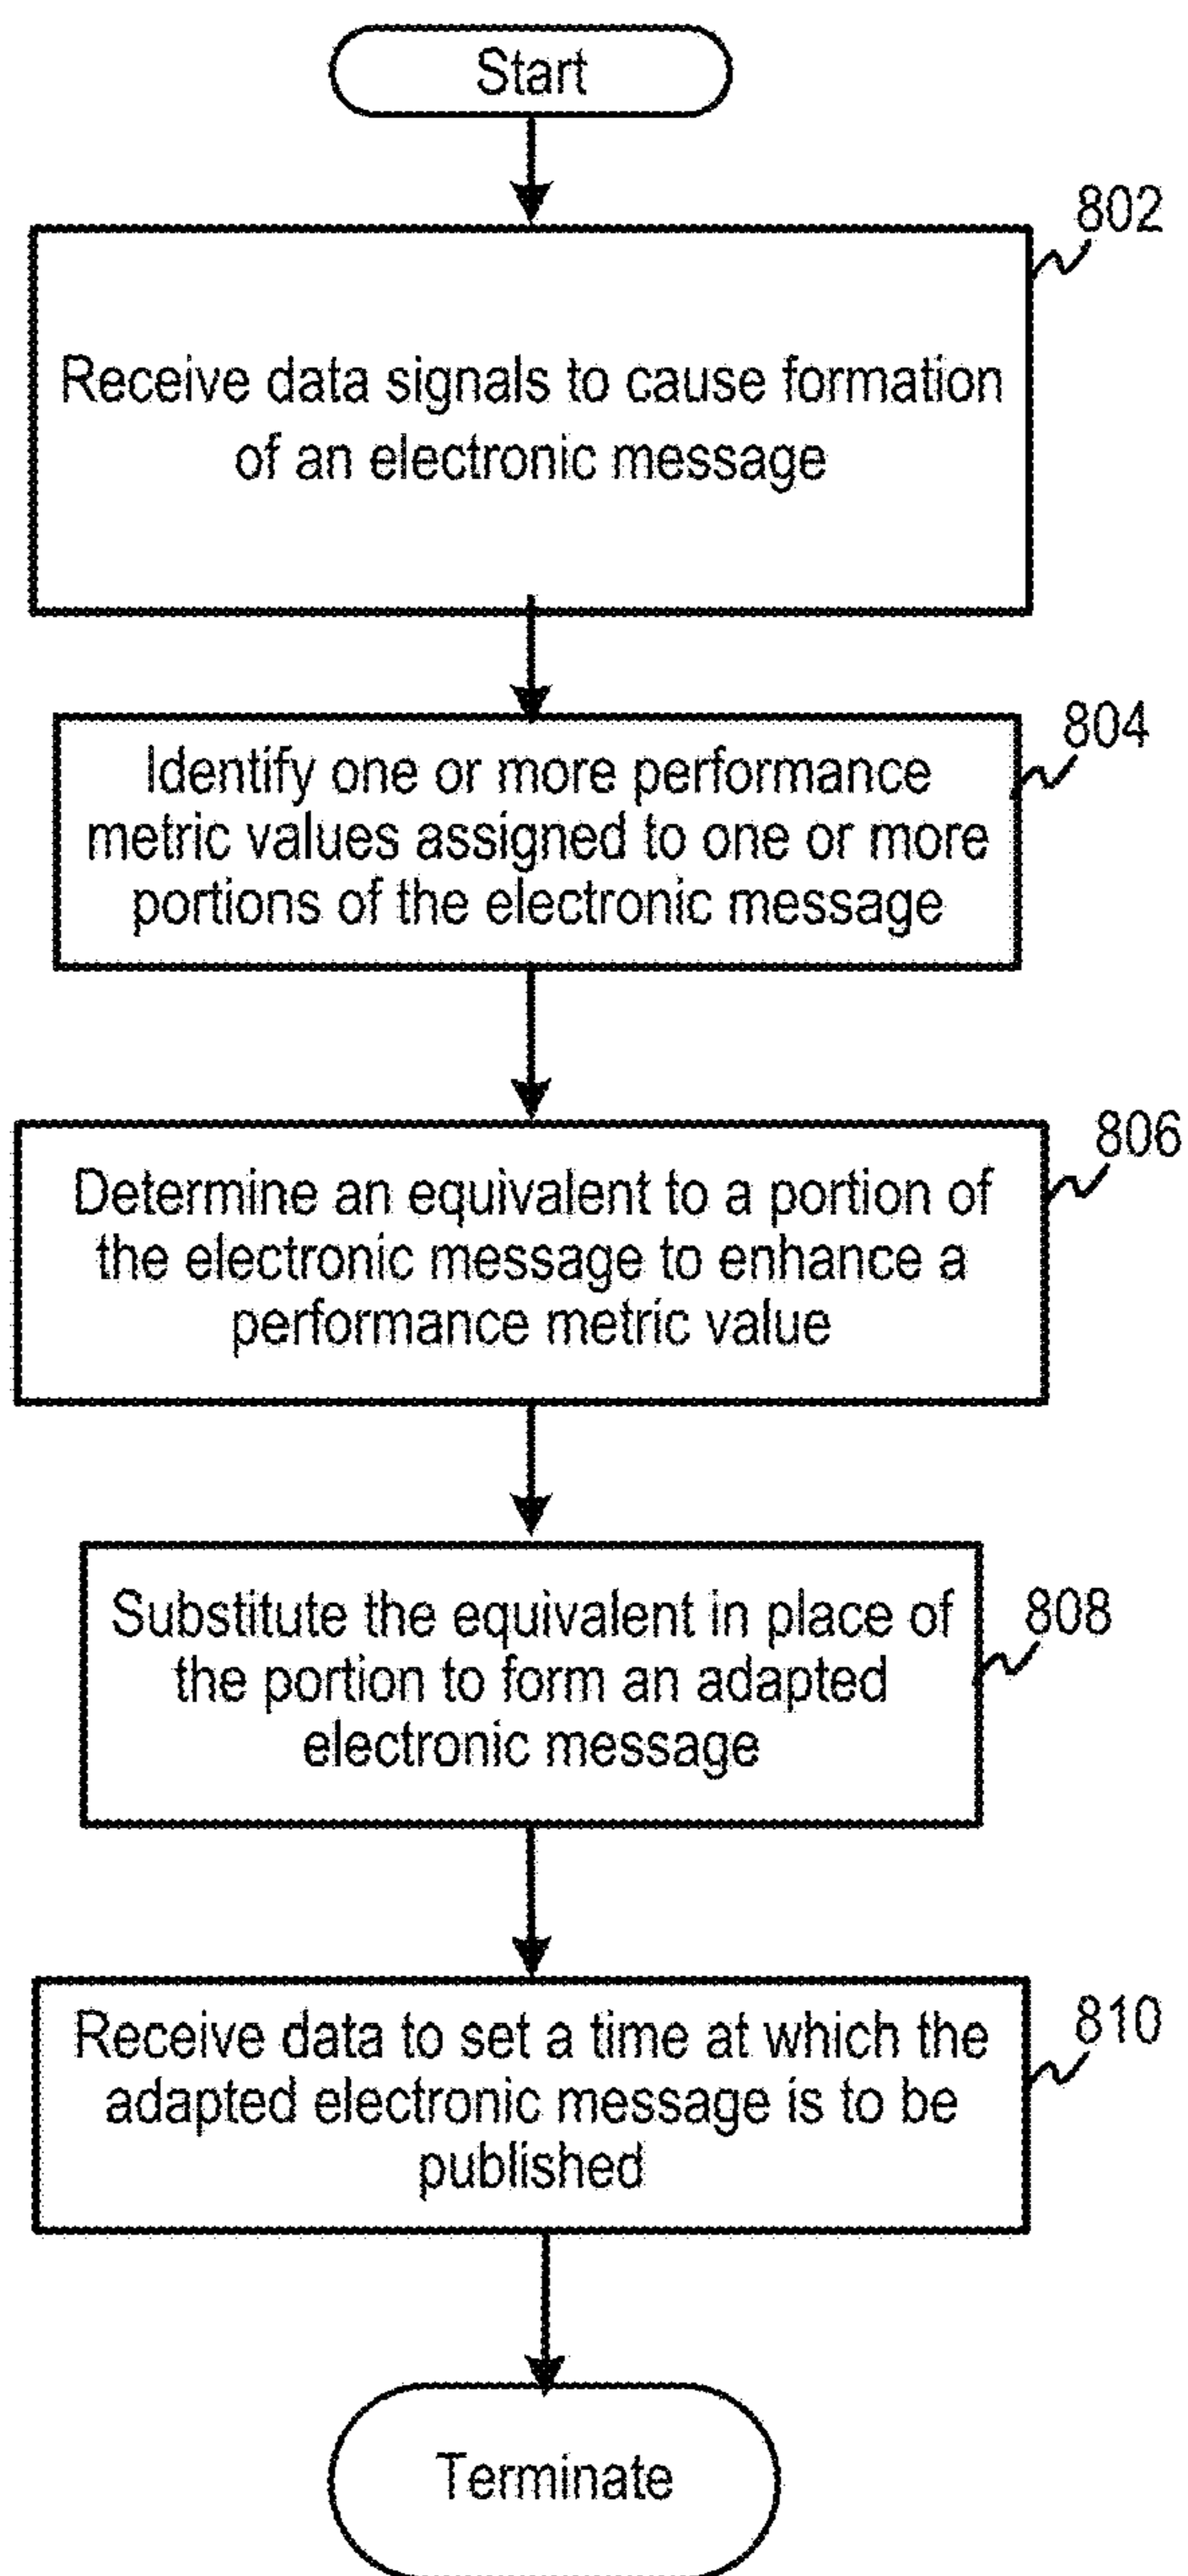 Start
802
Receive data signals to cause formation
of an electronic message
804
Identify one or more performance
metric values assigned to one or more
portions of the electronic message
806
Determine an equivalent to a portion of
the electronic message to enhance a
performance metric value
808
Substitute the equivalent in place of
the portion to form an adapted
electronic message
810
Receive data to set a time at which the
adapted electronic message is to be
published
Terminate